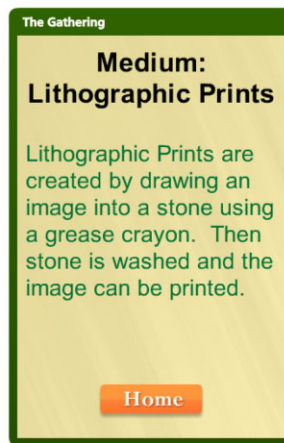 The Gathering
Medium:
Lithographic Prints
Lithographic Prints are
created by drawing an
image into a stone using
a grease crayon.  Then
stone is washed and the
image can be printed.
Home